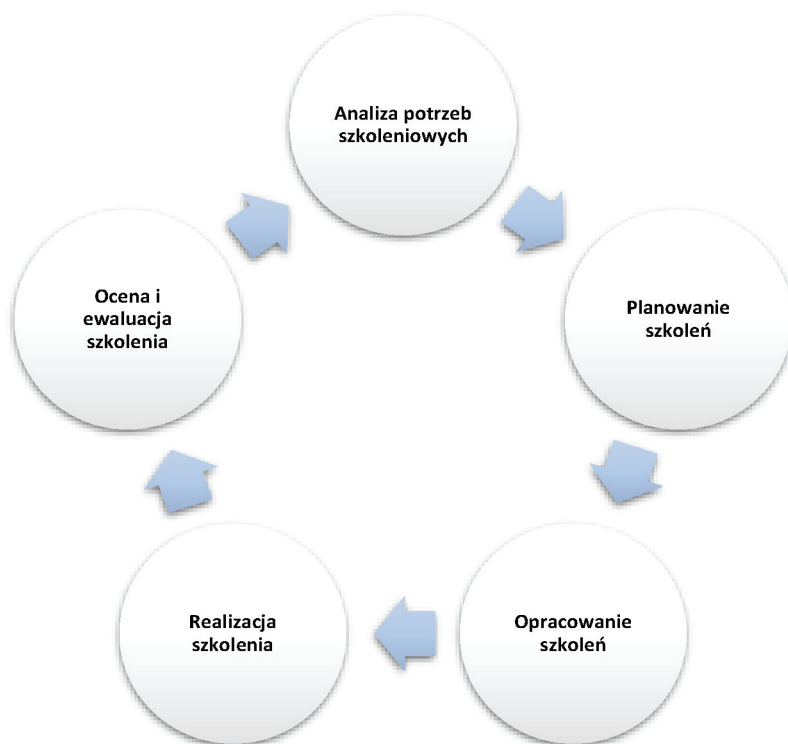 Analiza potrzeb
szkoleniowych
Planowanie
szkoleń
Opracowanie
szkoleń
Realizacja
szkolenia
Ocena i
ewaluacja
szkolenia